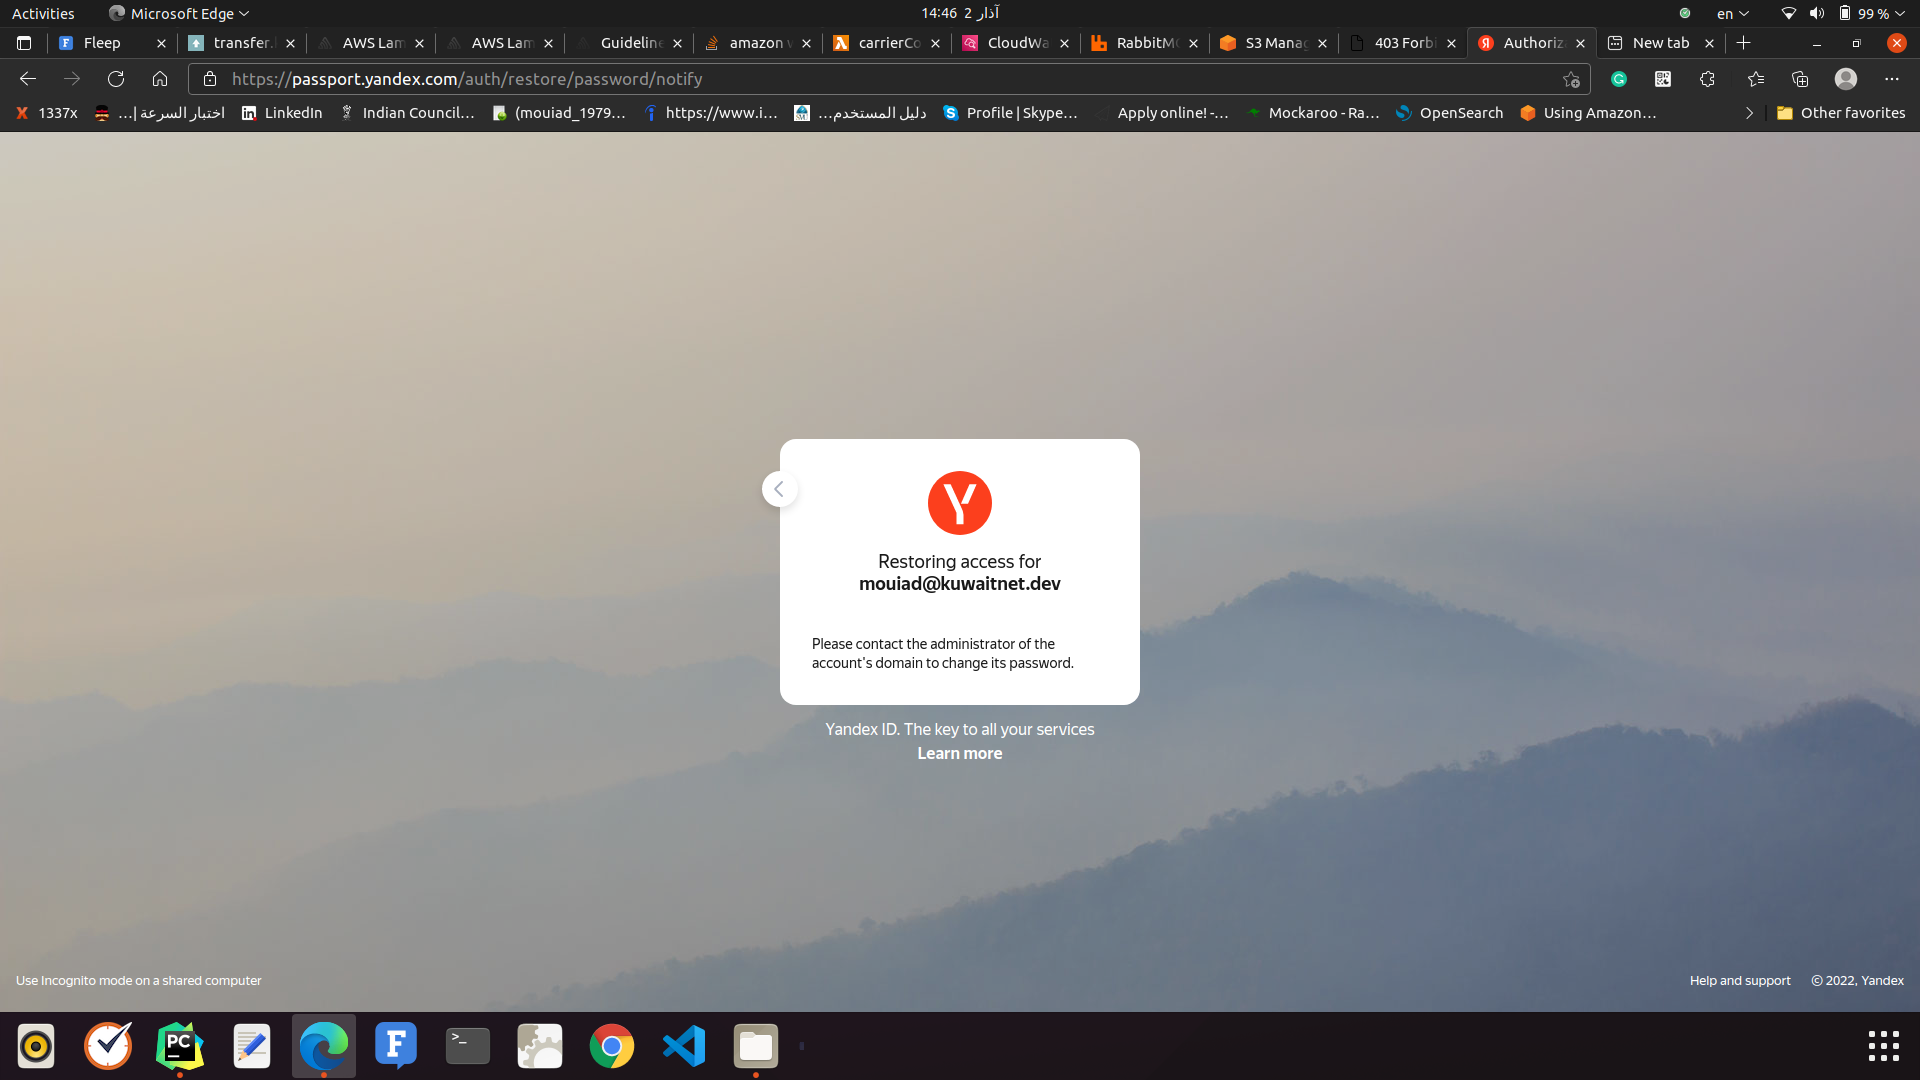 Activities
Microsoft Edge
14:46 2 آذار
en
99 %
Fleep
transfer.
AWS Lam
AWS Lam
Guideline
amazon w
carrierCo
CloudWa
RabbitMQ
S3 Manag
403 Forbi
Authoriza
New tab
https://passport.yandex.com/auth/restore/password/notify
1337x
اختبار السرعة |...
LinkedIn
Indian Council...
(mouiad_1979...
https://www.i...
دليل المستخدم...
Profile | Skype...
Apply online! -...
Mockaroo - Ra...
OpenSearch
Using Amazon...
Other favorites
Restoring access for
mouiad@kuwaitnet.dev
Please contact the administrator of the
account's domain to change its password.
Yandex ID. The key to all your services
Learn more
Use Incognito mode on a shared computer
Help and support
© 2022, Yandex